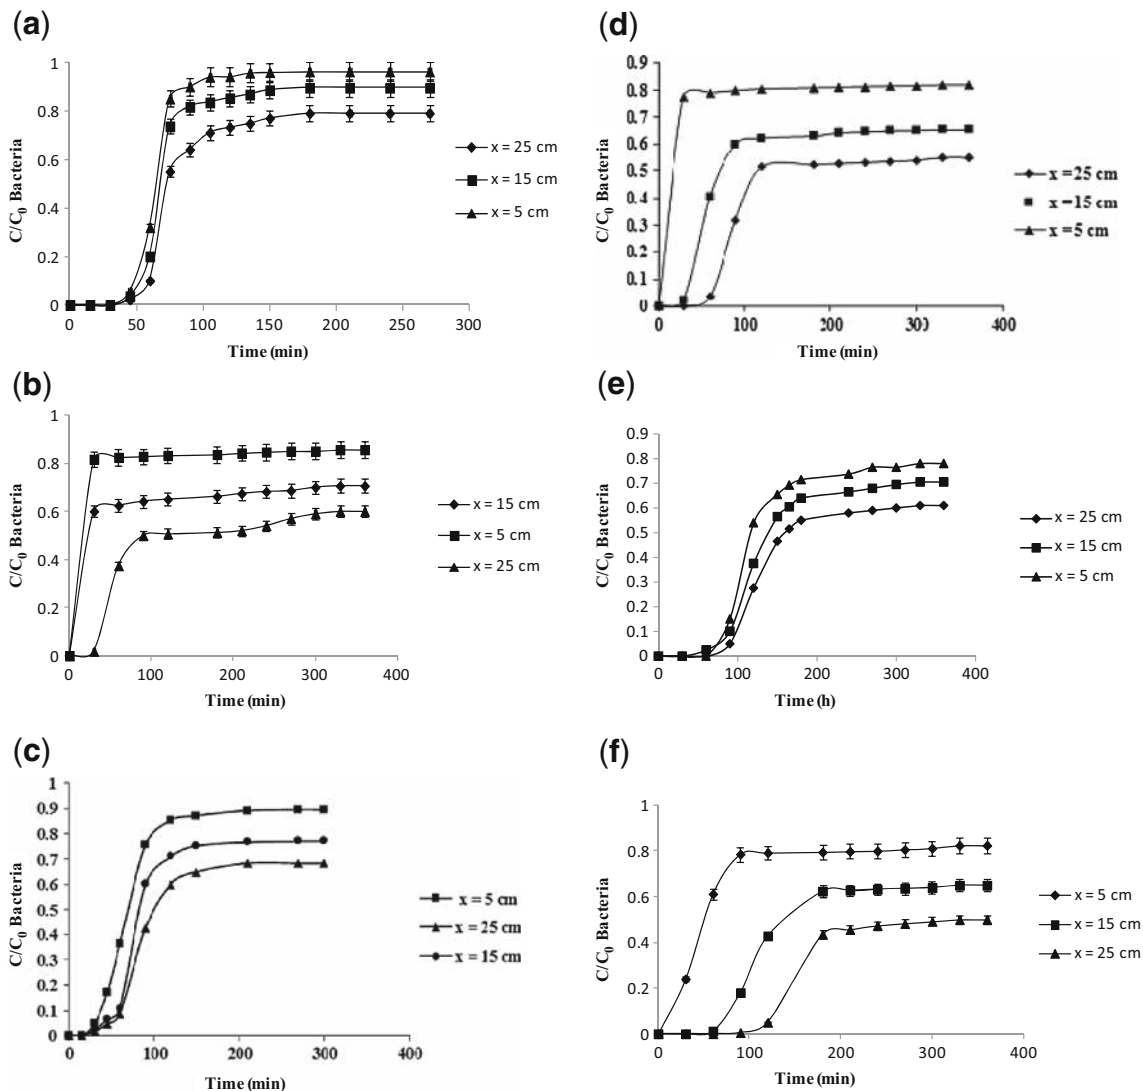 (a)
C/C0 Bacteria
1
0.8
0.6
0.4
0.2
0
0 50 100 150 200 250 300
Time (min)
x = 25 cm
x = 15 cm
x = 5 cm
(b)
C/C0 Bacteria
1
0.8
0.6
0.4
0.2
0
0 100 200 300 400
Time (min)
x = 15 cm
x = 5 cm
x = 25 cm
(c)
C/C0 Bacteria
1
0.9
0.8
0.7
0.6
0.5
0.4
0.3
0.2
0.1
0
0 100 200 300 400
Time (min)
x = 5 cm
x = 25 cm
x = 15 cm
(d)
C/C0 Bacteria
0.9
0.8
0.7
0.6
0.5
0.4
0.3
0.2
0.1
0
0 100 200 300 400
Time (min)
x = 25 cm
x = 15 cm
x = 5 cm
(e)
C/C0 Bacteria
0.9
0.8
0.7
0.6
0.5
0.4
0.3
0.2
0.1
0
0 100 200 300 400
Time (h)
x = 25 cm
x = 15 cm
x = 5 cm
(f)
C/C0 Bacteria
1
0.8
0.6
0.4
0.2
0
0 100 200 300 400
Time (min)
x = 5 cm
x = 15 cm
x = 25 cm